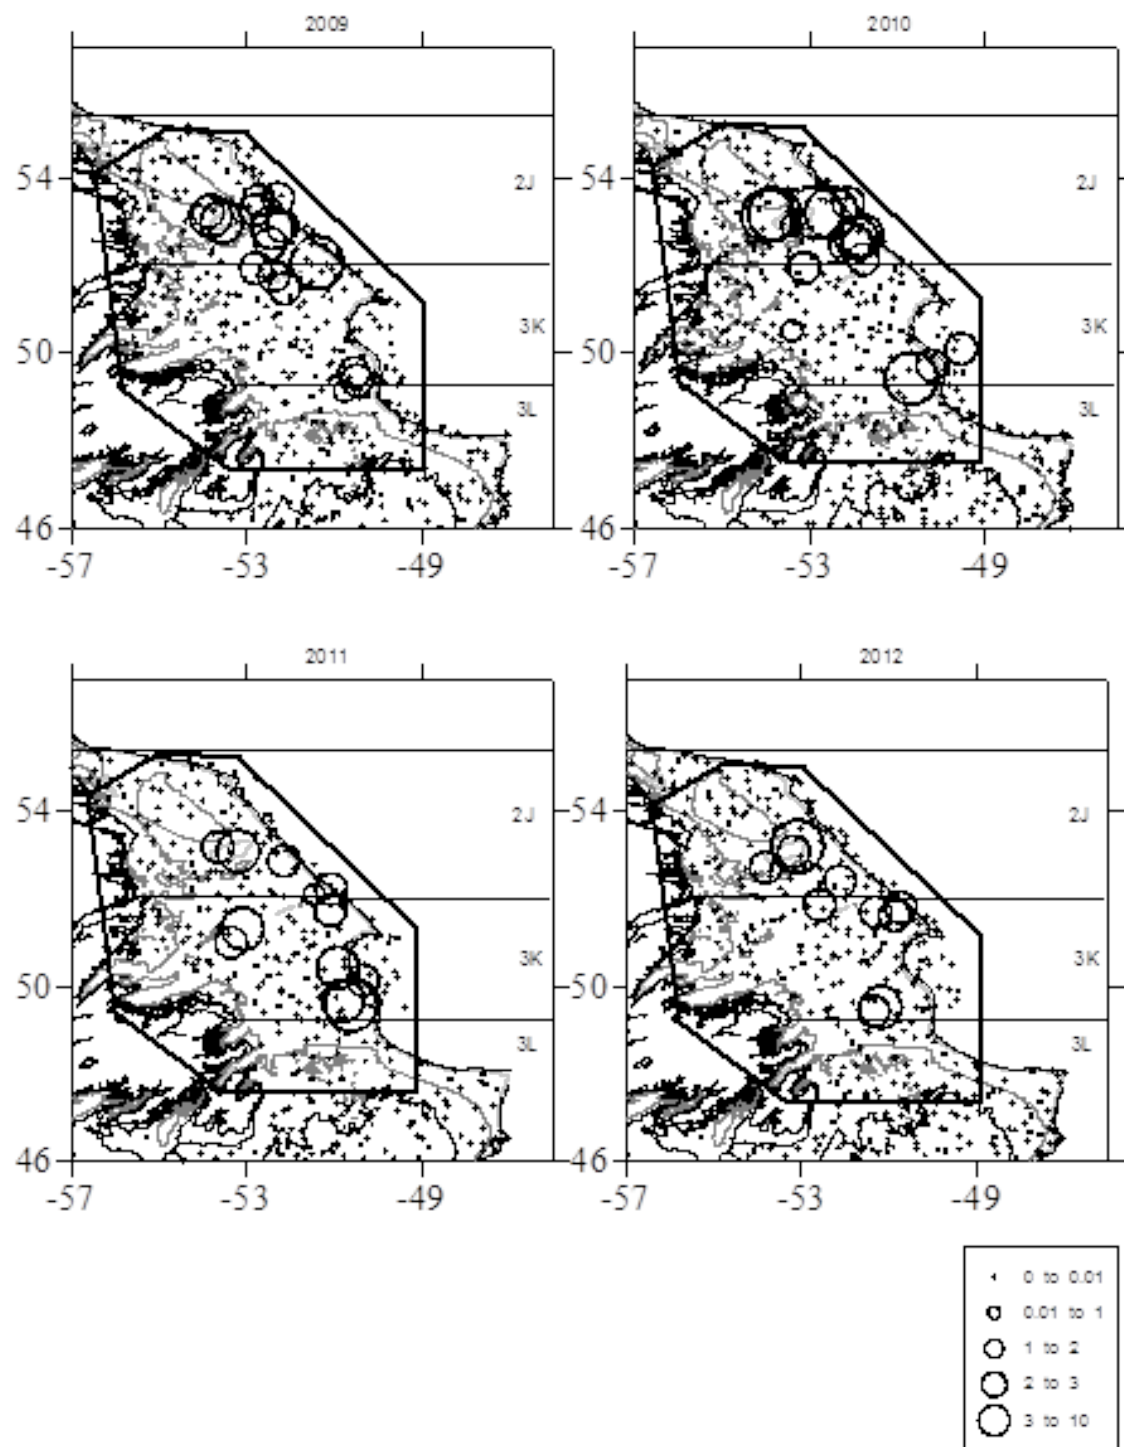 2009 2010
54 2J 54 2J
50 3K 50 3K
3L 3L
46 46
-57 -53 -49 -57 -53 -49
2011 2012
54 2J 54 2J
50 3K 50 3K
3L 3L
46 46
-57 -53 -49 -57 -53 -49
0 to 0.01
0.01 to 1
1 to 2
2 to 3
3 to 10